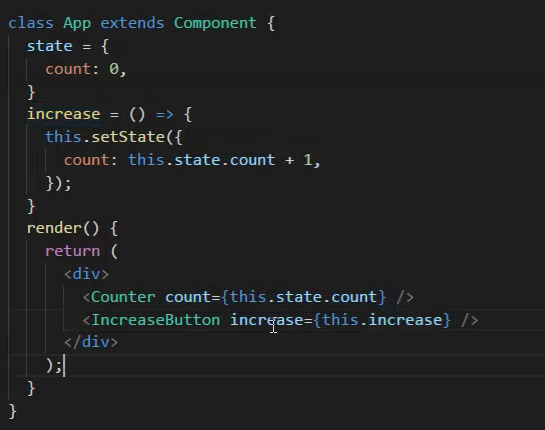 class App extends Component {
state = {
count: 0,
}
increase = () => {
this.setState({
count: this.state.count + 1,
});
}
render() {
return (
<div>
<Counter count={this.state.count} />
<IncreaseButton increase={this.increase} />
</div>
);
}
}